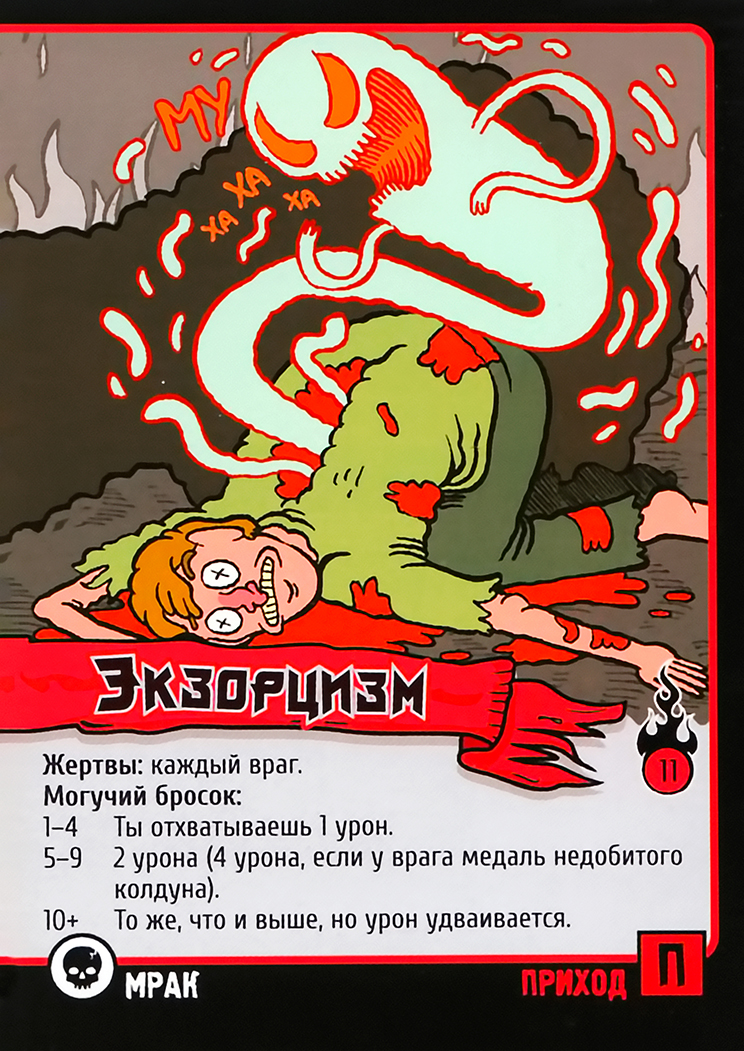 МУ
ХА
ХА
ХА
Экзорцизм
11
Жертвы: каждый враг.
Могучий бросок:
1–4 Ты отхватываешь 1 урон.
5–9 2 урона (4 урона, если у врага медаль недобитого
колдуна).
10+ То же, что и выше, но урон удваивается.
МРАК
ПРИХОД П